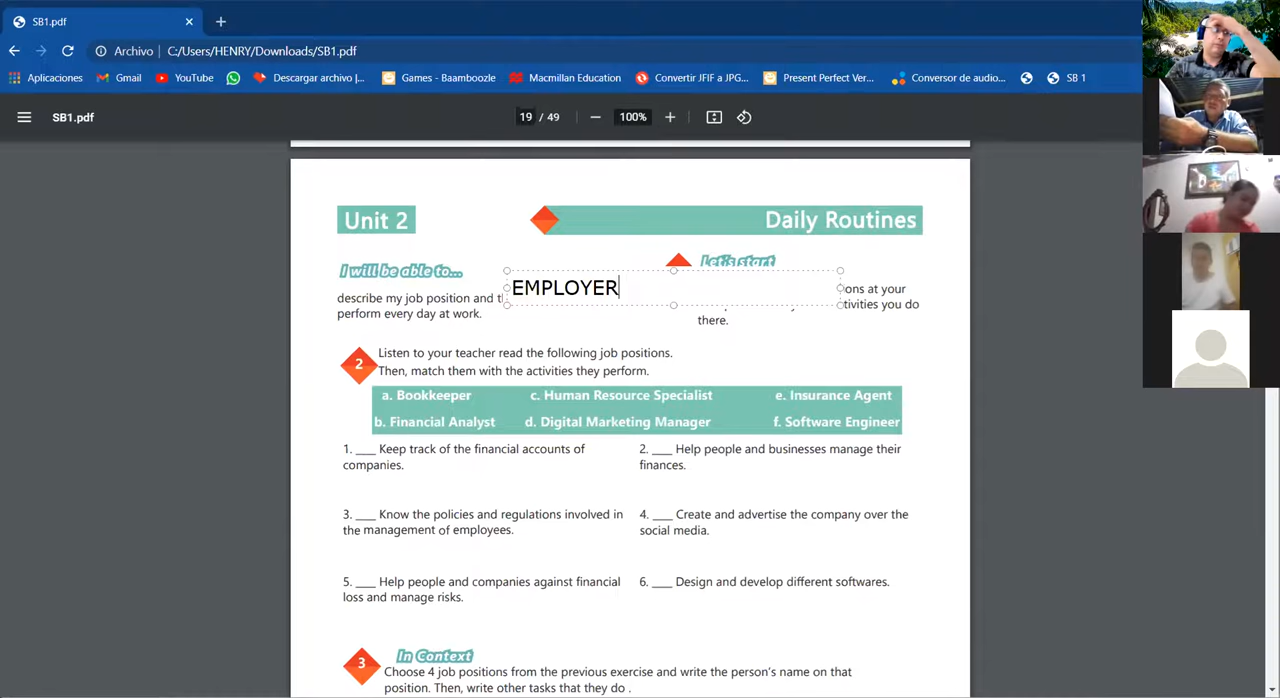 SB1.pdf
Archivo C:/Users/HENRY/Downloads/SB1.pdf
Aplicaciones Gmail YouTube Descargar archivo |... Games - Baamboozle Macmillan Education Convertir JFIF a JPG... Present Perfect Ver... Conversor de audio... SB 1
SB1.pdf 19 / 49 100%
Unit 2 Daily Routines
I will be able to...
Let's start
EMPLOYER
describe my job position and t
perform every day at work.
ons at your
tivities you do
there.
2 Listen to your teacher read the following job positions.
Then, match them with the activities they perform.
a. Bookkeeper c. Human Resource Specialist e. Insurance Agent
b. Financial Analyst d. Digital Marketing Manager f. Software Engineer
1. ___ Keep track of the financial accounts of
companies.
2. ___ Help people and businesses manage their
finances.
3. ___ Know the policies and regulations involved in
the management of employees.
4. ___ Create and advertise the company over the
social media.
5. ___ Help people and companies against financial
loss and manage risks.
6. ___ Design and develop different softwares.
3 In Context
Choose 4 job positions from the previous exercise and write the person's name on that
position. Then, write other tasks that they do .